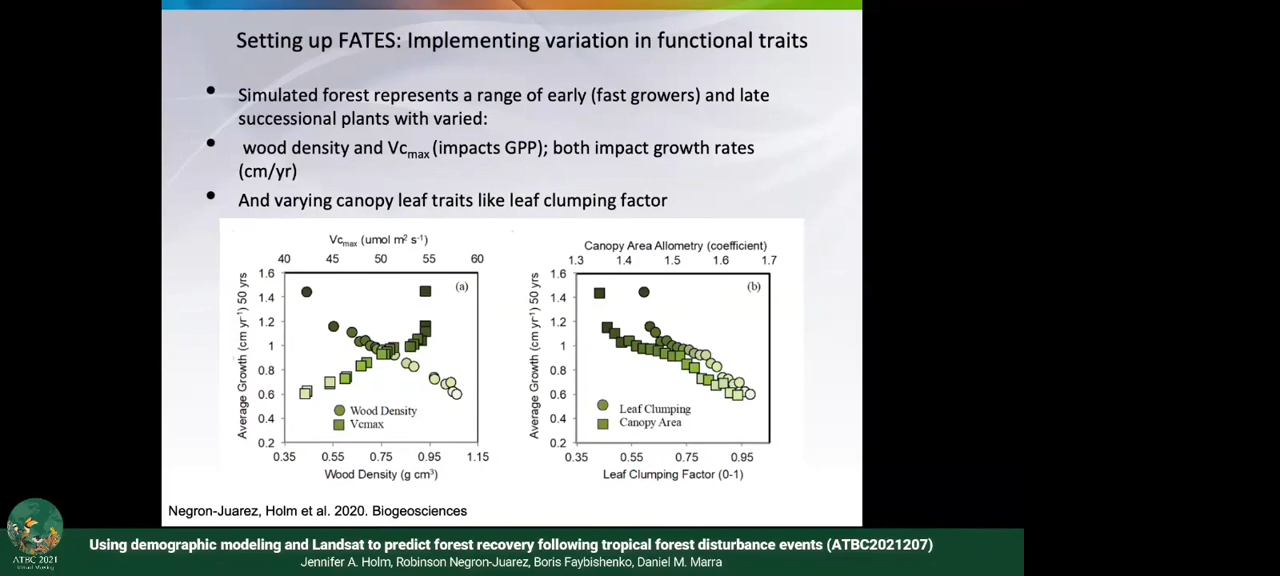 Setting up FATES: Implementing variation in functional traits
• Simulated forest represents a range of early (fast growers) and late
successional plants with varied:
• wood density and Vcmax (impacts GPP); both impact growth rates
(cm/yr)
• And varying canopy leaf traits like leaf clumping factor
Vcmax (umol m² s⁻¹)
40 45 50 55 60
1.6
1.4
1.2
1
0.8
0.6
0.4
0.2
Average Growth (cm yr⁻¹) 50 yrs
(a)
Wood Density
Vcmax
0.35 0.55 0.75 0.95 1.15
Wood Density (g cm³)
Canopy Area Allometry (coefficient)
1.3 1.4 1.5 1.6 1.7
1.6
1.4
1.2
1
0.8
0.6
0.4
0.2
Average Growth (cm yr⁻¹) 50 yrs
(b)
Leaf Clumping
Canopy Area
0.35 0.55 0.75 0.95
Leaf Clumping Factor (0-1)
Negron-Juarez, Holm et al. 2020. Biogeosciences
ATBC 2021
Using demographic modeling and Landsat to predict forest recovery following tropical forest disturbance events (ATBC2021207)
Jennifer A. Holm, Robinson Negron-Juarez, Boris Faybishenko, Daniel M. Marra